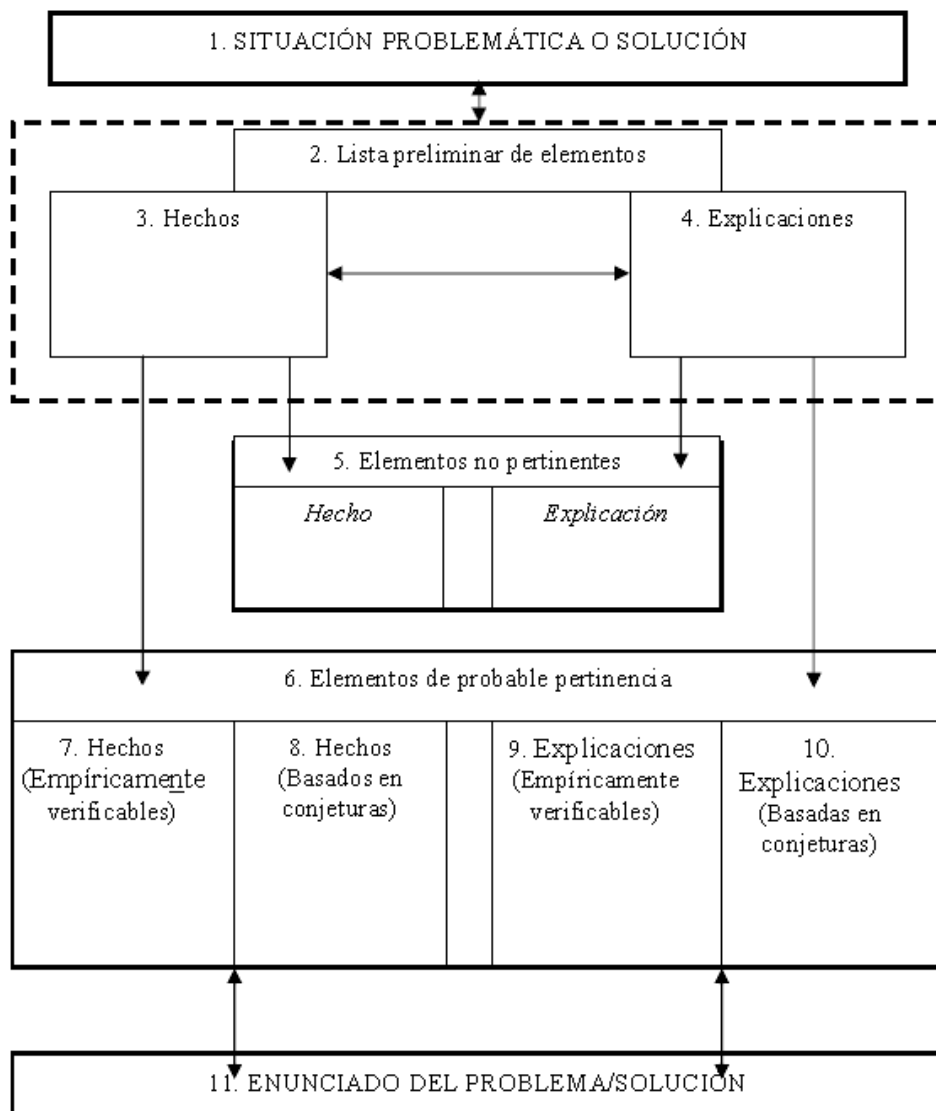 1. SITUACIÓN PROBLEMÁTICA O SOLUCIÓN
2. Lista preliminar de elementos
3. Hechos
4. Explicaciones
5. Elementos no pertinentes
Hecho
Explicación
6. Elementos de probable pertinencia
7. Hechos
(Empíricamente
verificables)
8. Hechos
(Basados en
conjeturas)
9. Explicaciones
(Empíricamente
verificables)
10.
Explicaciones
(Basadas en
conjeturas)
11. ENUNCIADO DEL PROBLEMA/SOLUCIÓN